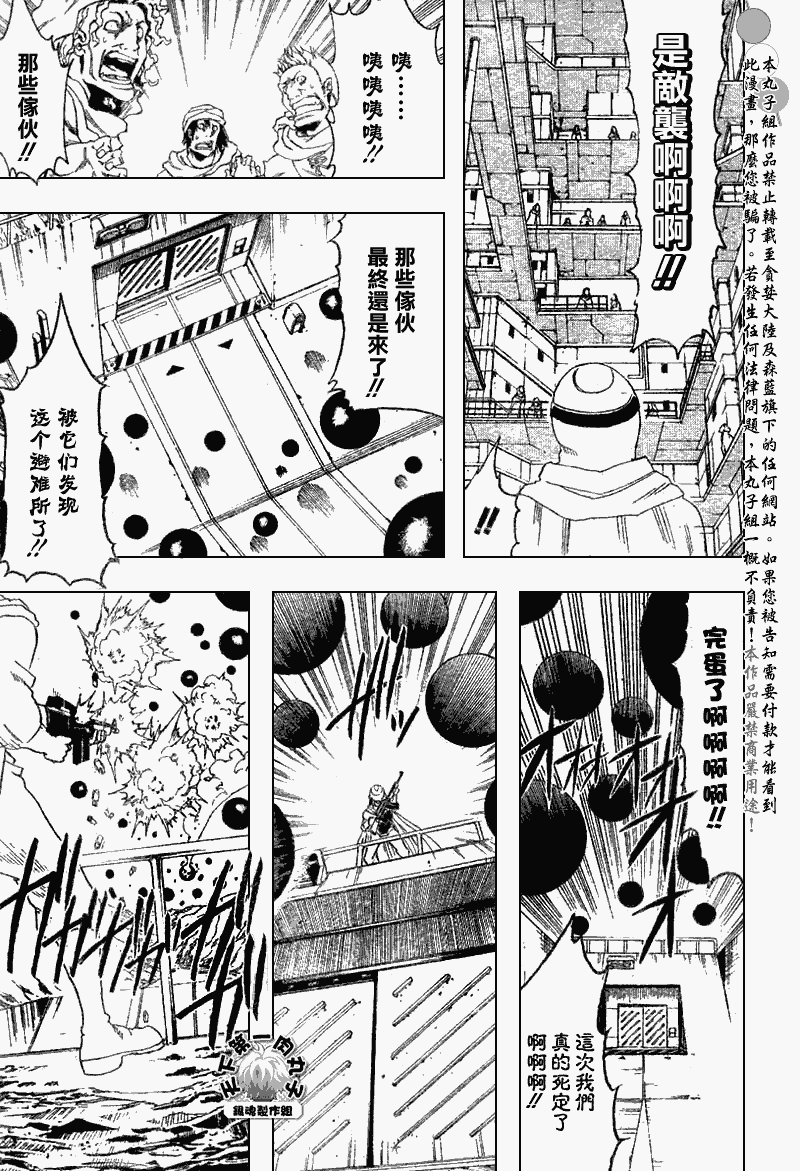 是敵襲啊啊啊!!
!!
咦……
咦咦咦咦!!
那些傢伙!!
那些傢伙
最終還是來了!!
被它们发现
这个避难所了!!
完蛋了啊啊啊啊!!
這次我們
真的死定了
啊啊啊!!
天下第一肉丸子
銀魂製作組
本丸子組作品禁止轉載至貪婪大陸及森藍旗下的任何網站。如果您被告知需要付款才能看到
此漫畫，那麼您被騙了。若發生任何法律問題，本丸子組一概不負責！本作品嚴禁商業用途！